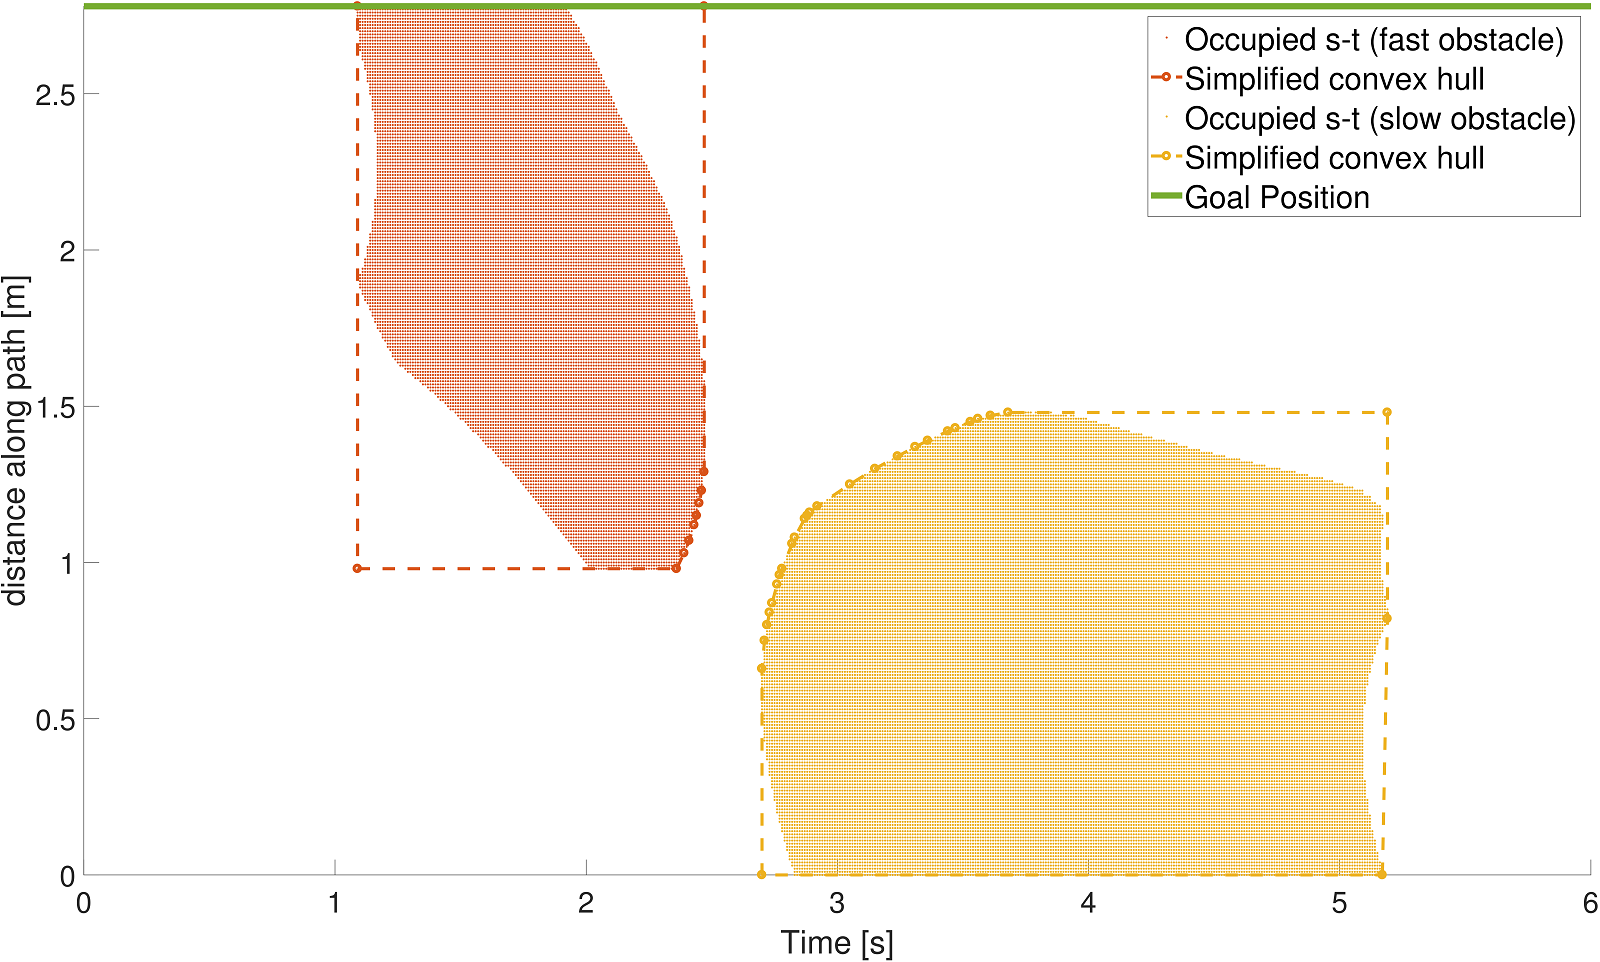 Occupied s-t (fast obstacle)
Simplified convex hull
Occupied s-t (slow obstacle)
Simplified convex hull
Goal Position
distance along path [m]
2.5
2
1.5
1
0.5
0
0 1 2 3 4 5 6
Time [s]